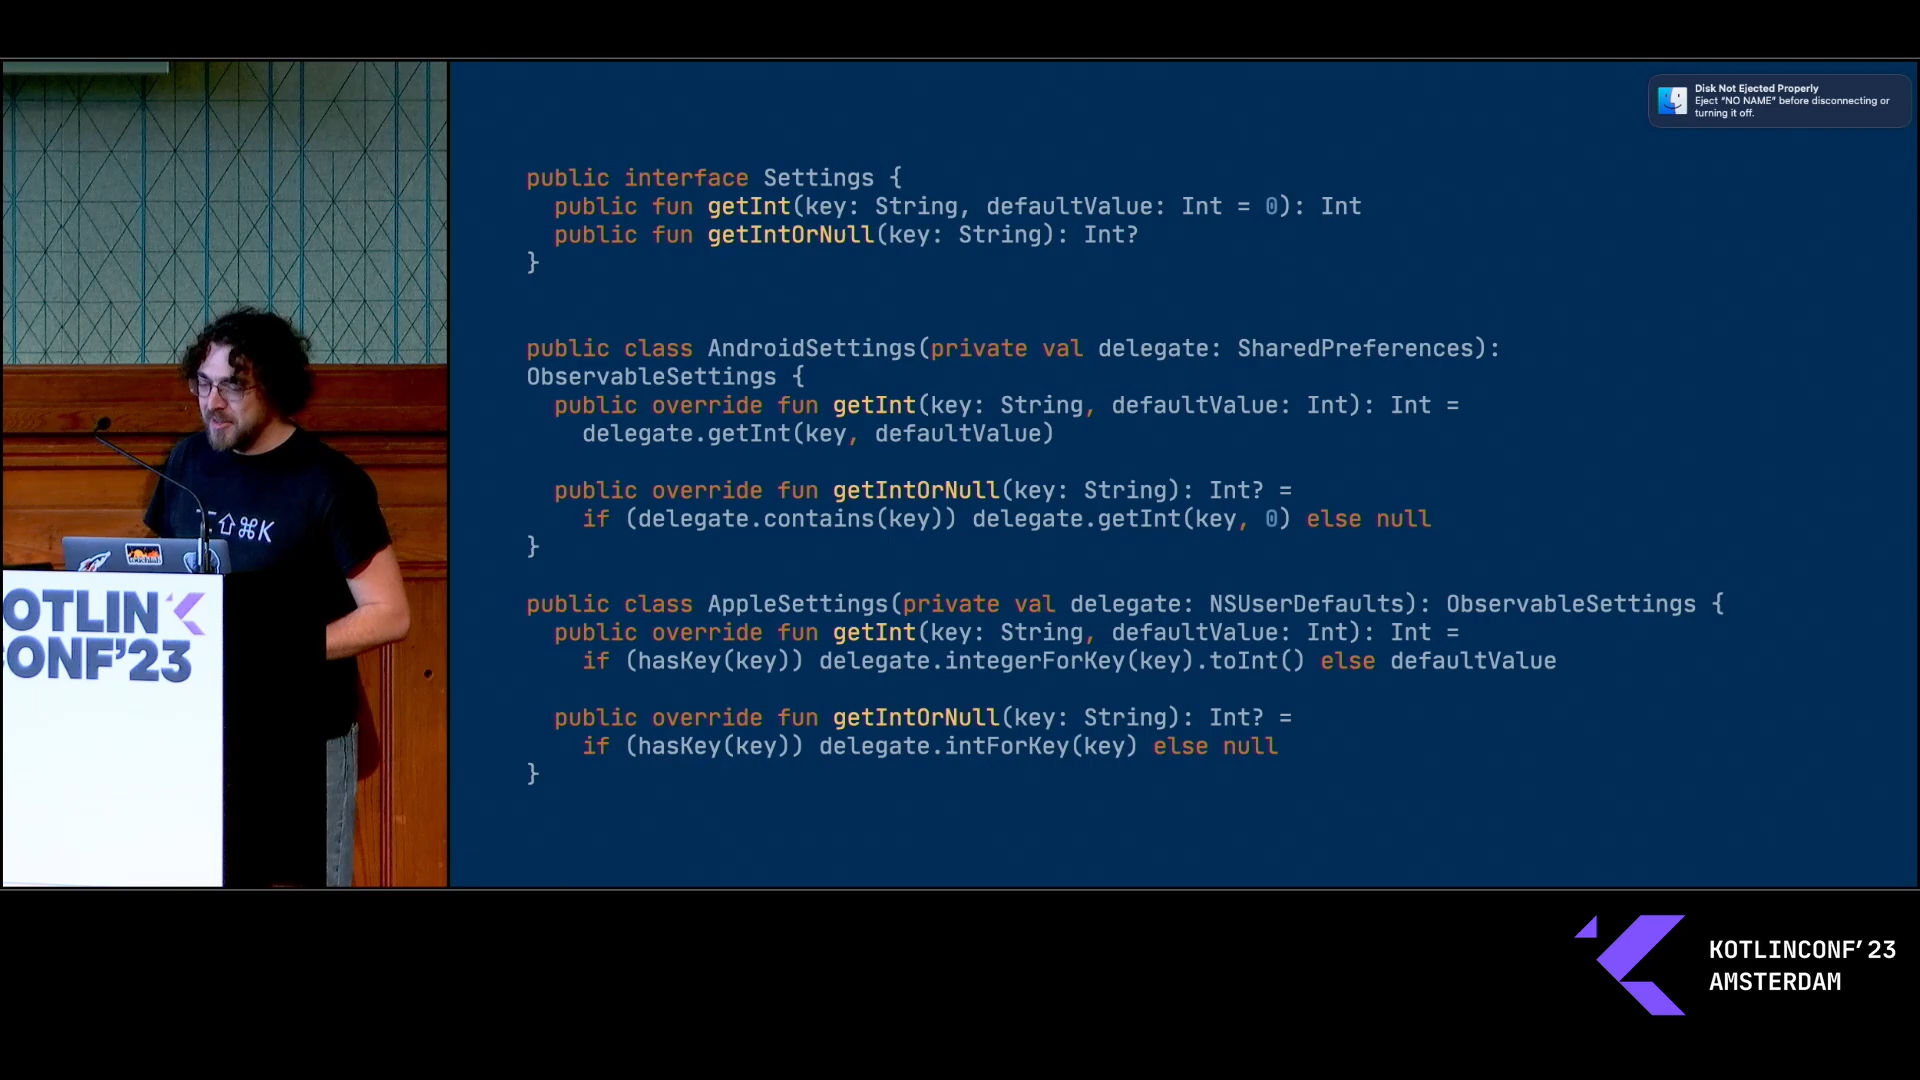 Disk Not Ejected Properly
Eject “NO NAME” before disconnecting or
turning it off.
public interface Settings {
  public fun getInt(key: String, defaultValue: Int = 0): Int
  public fun getIntOrNull(key: String): Int?
}
public class AndroidSettings(private val delegate: SharedPreferences):
ObservableSettings {
  public override fun getInt(key: String, defaultValue: Int): Int =
    delegate.getInt(key, defaultValue)
  public override fun getIntOrNull(key: String): Int? =
    if (delegate.contains(key)) delegate.getInt(key, 0) else null
}
public class AppleSettings(private val delegate: NSUserDefaults): ObservableSettings {
  public override fun getInt(key: String, defaultValue: Int): Int =
    if (hasKey(key)) delegate.integerForKey(key).toInt() else defaultValue
  public override fun getIntOrNull(key: String): Int? =
    if (hasKey(key)) delegate.intForKey(key) else null
}
⌥⇧⌘K
touchlab
OTLIN
ONF’23
KOTLINCONF’23
AMSTERDAM